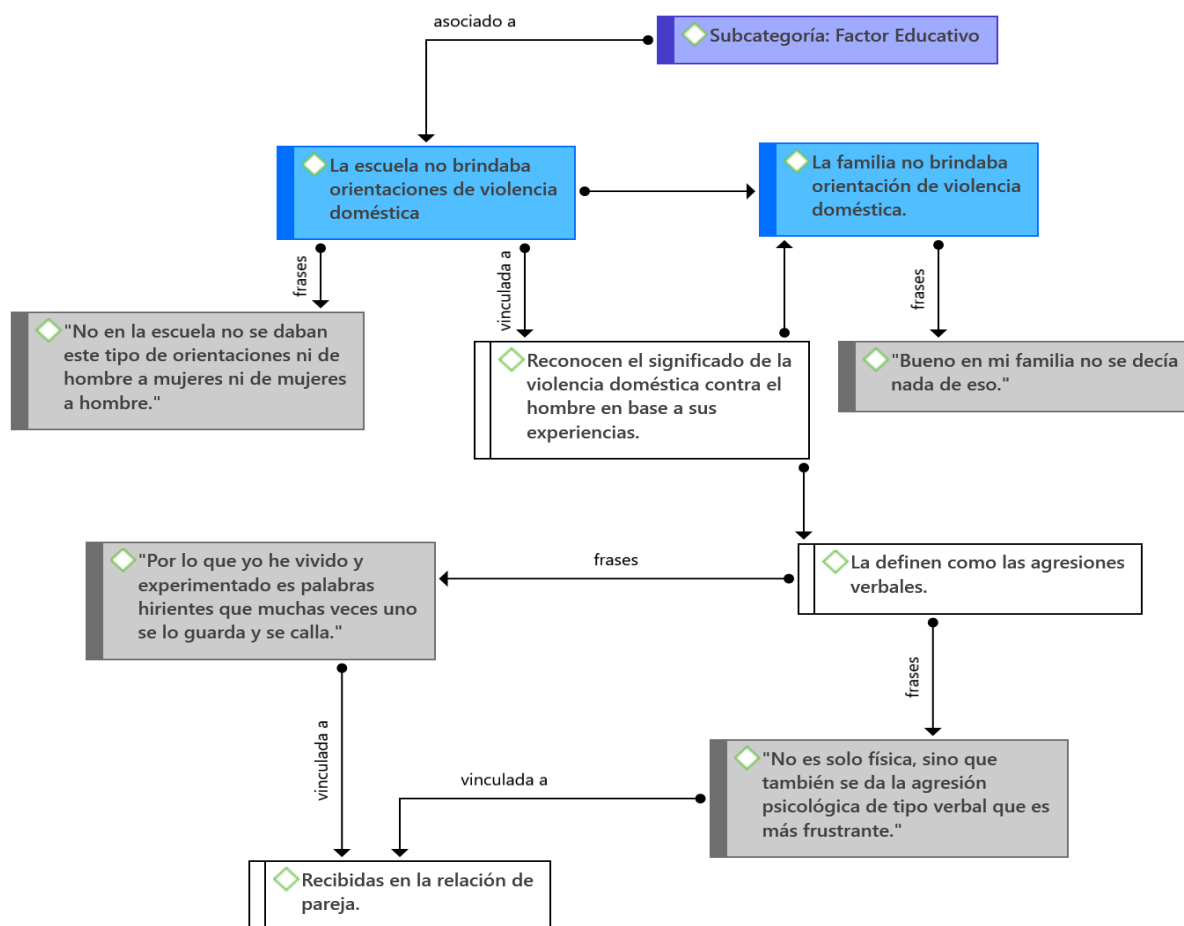 asociado a
Subcategoría: Factor Educativo
La escuela no brindaba
orientaciones de violencia
doméstica
La familia no brindaba
orientación de violencia
doméstica.
frases
vinculada a
frases
"No en la escuela no se daban
este tipo de orientaciones ni de
hombre a mujeres ni de mujeres
a hombre."
Reconocen el significado de la
violencia doméstica contra el
hombre en base a sus
experiencias.
"Bueno en mi familia no se decía
nada de eso."
"Por lo que yo he vivido y
experimentado es palabras
hirientes que muchas veces uno
se lo guarda y se calla."
frases
La definen como las agresiones
verbales.
frases
vinculada a
vinculada a
"No es solo física, sino que
también se da la agresión
psicológica de tipo verbal que es
más frustrante."
Recibidas en la relación de
pareja.